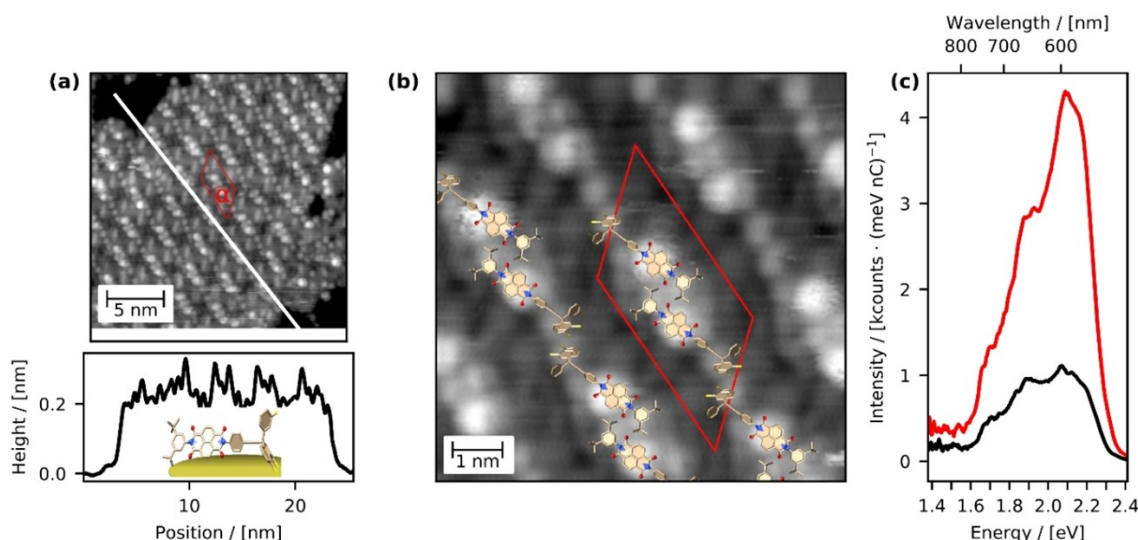 (a)
α
5 nm
Height / [nm]
0.2
0.0
10
20
Position / [nm]
(b)
1 nm
Wavelength / [nm]
800
700
600
(c)
Intensity / [kcounts · (meV nC)⁻¹]
4
3
2
1
0
1.4
1.6
1.8
2.0
2.2
2.4
Energy / [eV]